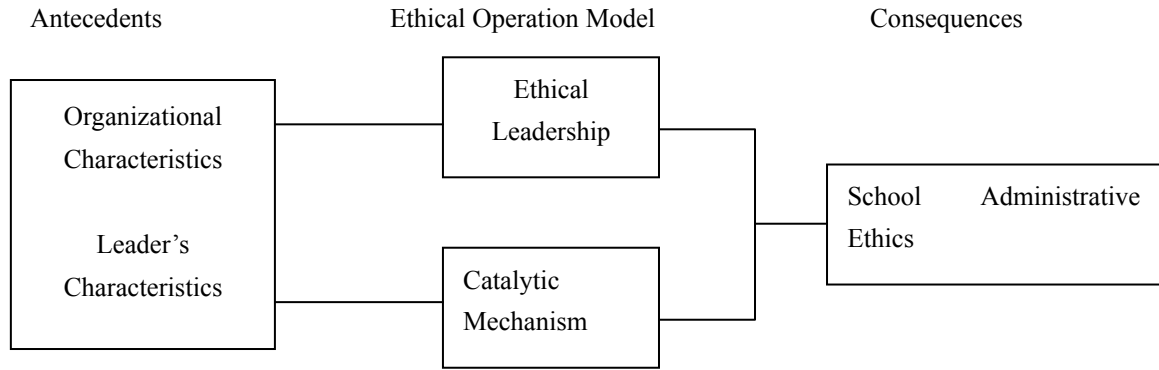 Antecedents
Ethical Operation Model
Consequences
Organizational
Characteristics
Leader’s
Characteristics
Ethical
Leadership
Catalytic
Mechanism
School Administrative
Ethics